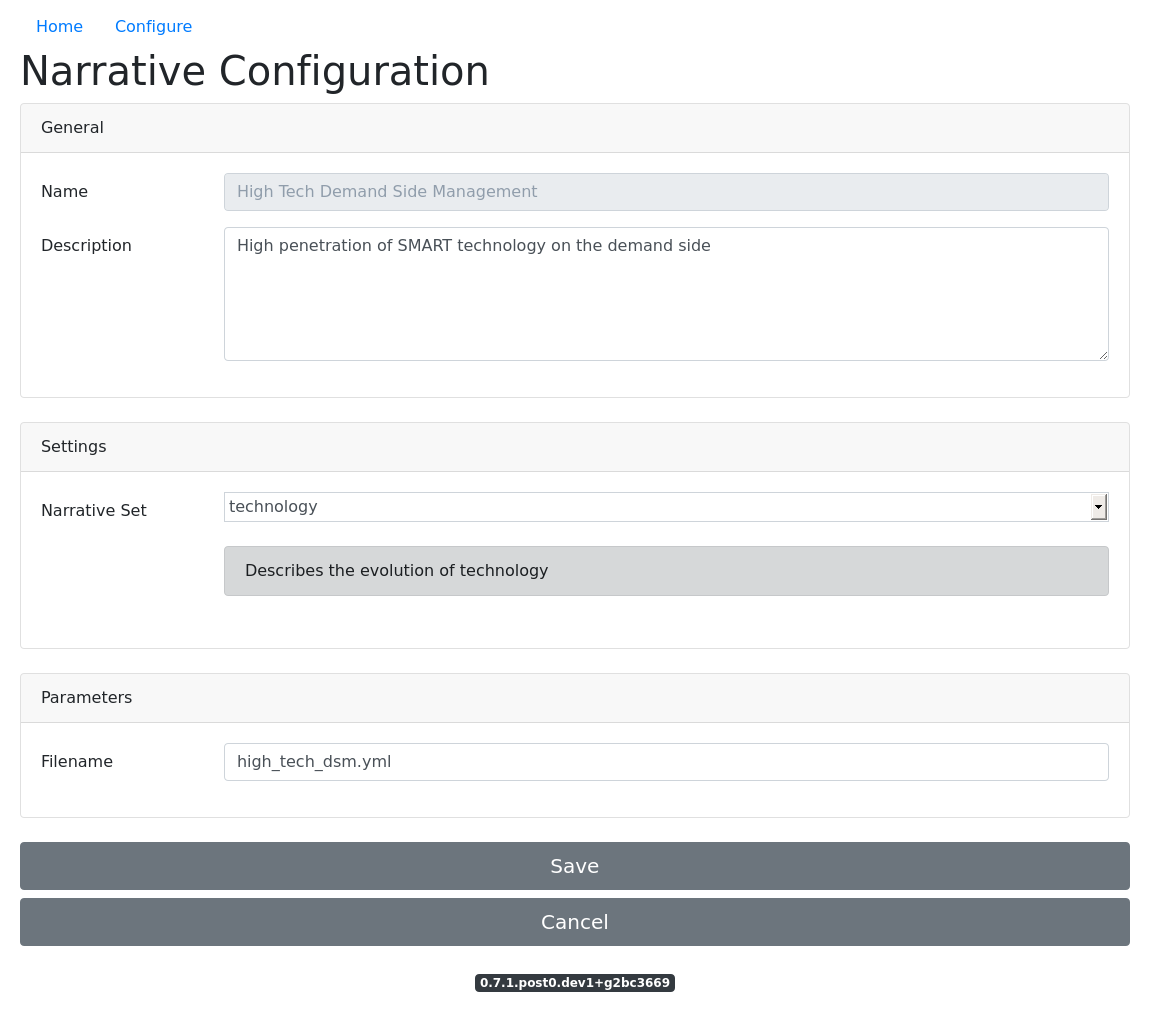 Home Configure
Narrative Configuration
General
Name High Tech Demand Side Management
Description High penetration of SMART technology on the demand side
Settings
Narrative Set technology
Describes the evolution of technology
Parameters
Filename high_tech_dsm.yml
Save
Cancel
0.7.1.post0.dev1+g2bc3669